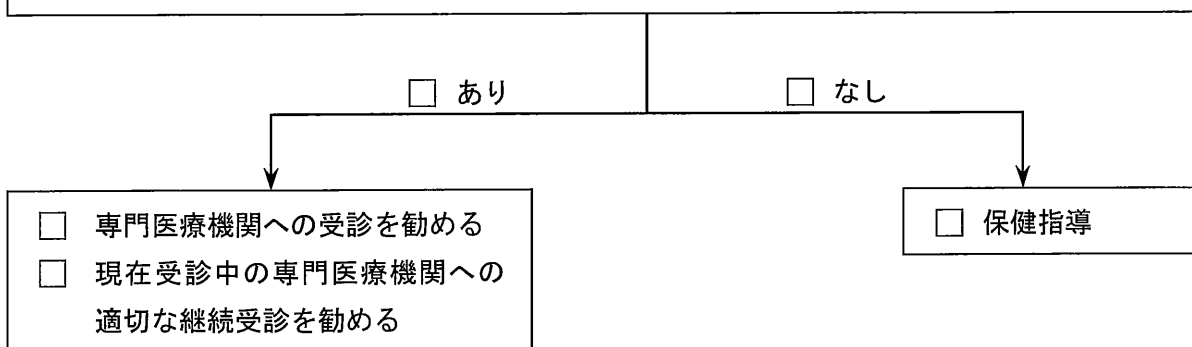 □ あり
□ なし
□ 専門医療機関への受診を勧める
□ 現在受診中の専門医療機関への
適切な継続受診を勧める
□ 保健指導